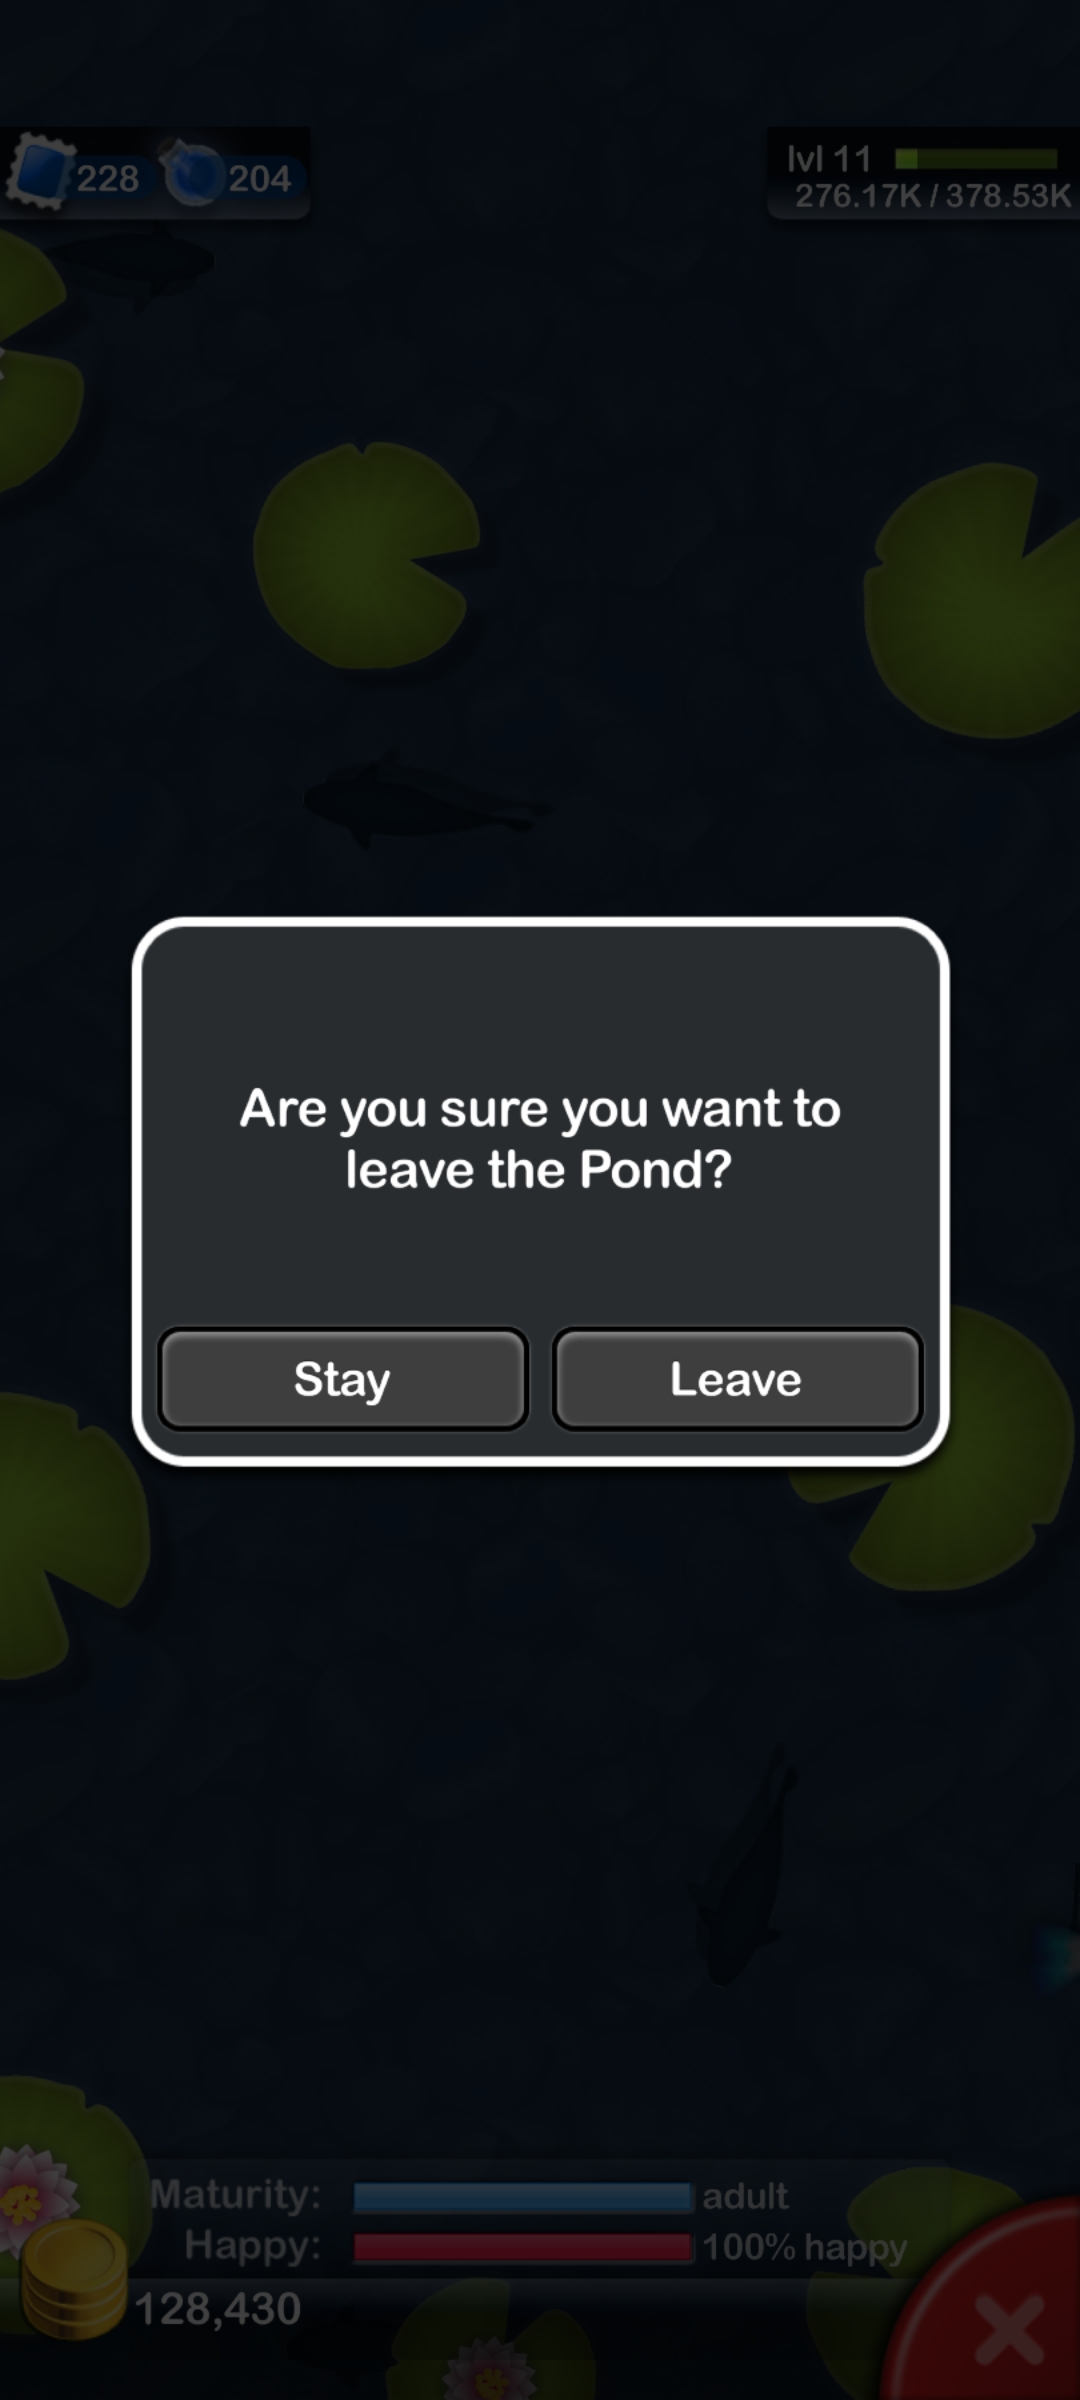 228 204
lvl 11
276.17K / 378.53K
Are you sure you want to
leave the Pond?
Stay Leave
Maturity: adult
Happy: 100% happy
128,430